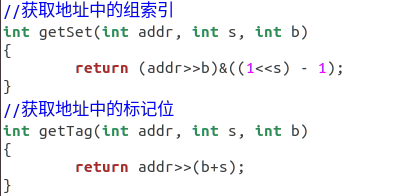 //获取地址中的组索引
int getSet(int addr, int s, int b)
{
        return (addr>>b)&((1<<s) - 1);
}
//获取地址中的标记位
int getTag(int addr, int s, int b)
{
        return addr>>(b+s);
}